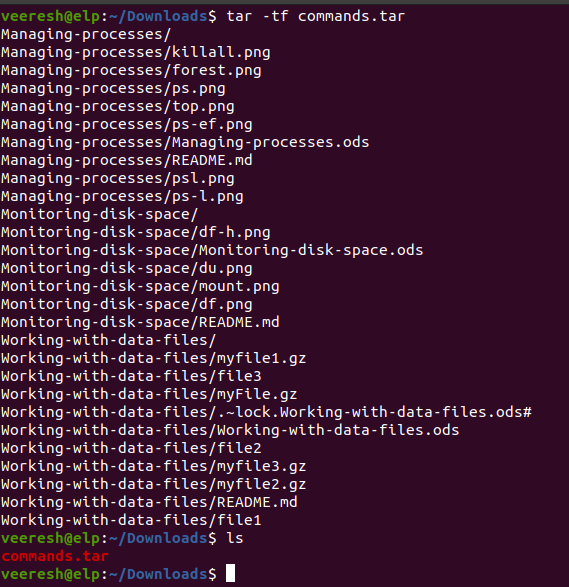 veeresh@elp:~/Downloads$ tar -tf commands.tar
Managing-processes/
Managing-processes/killall.png
Managing-processes/forest.png
Managing-processes/ps.png
Managing-processes/top.png
Managing-processes/ps-ef.png
Managing-processes/Managing-processes.ods
Managing-processes/README.md
Managing-processes/psl.png
Managing-processes/ps-l.png
Monitoring-disk-space/
Monitoring-disk-space/df-h.png
Monitoring-disk-space/Monitoring-disk-space.ods
Monitoring-disk-space/du.png
Monitoring-disk-space/mount.png
Monitoring-disk-space/df.png
Monitoring-disk-space/README.md
Working-with-data-files/
Working-with-data-files/myfile1.gz
Working-with-data-files/file3
Working-with-data-files/myFile.gz
Working-with-data-files/.~lock.Working-with-data-files.ods#
Working-with-data-files/Working-with-data-files.ods
Working-with-data-files/file2
Working-with-data-files/myfile3.gz
Working-with-data-files/myfile2.gz
Working-with-data-files/README.md
Working-with-data-files/file1
veeresh@elp:~/Downloads$ ls
commands.tar
veeresh@elp:~/Downloads$